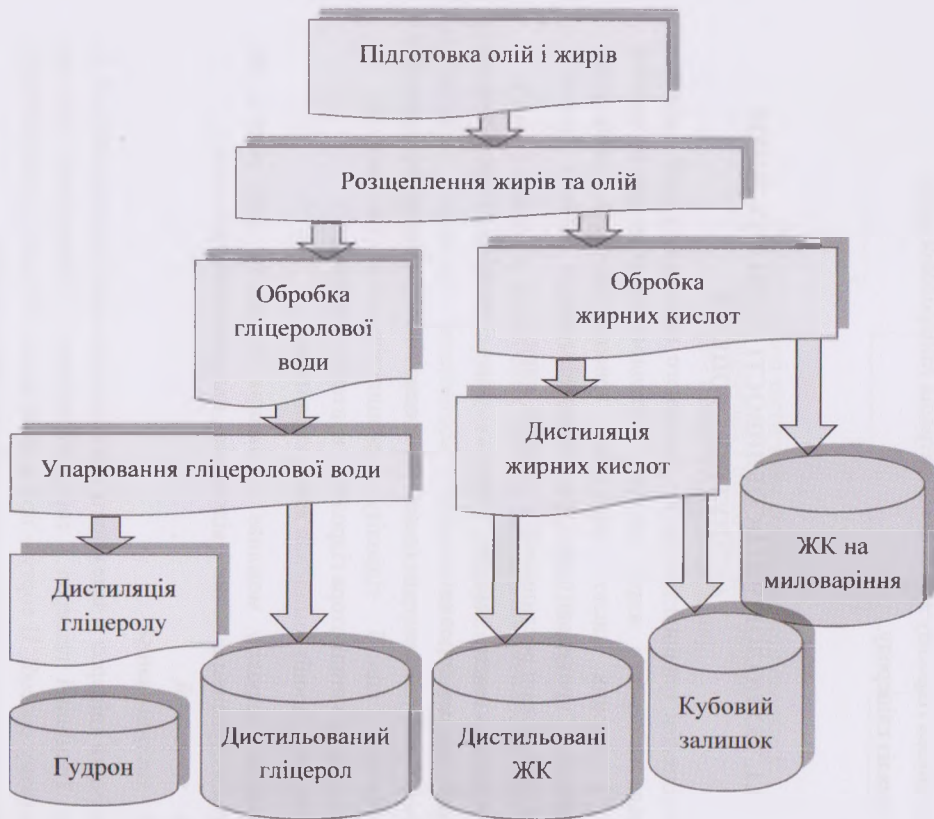 Підготовка олій і жирів
Розщеплення жирів та олій
Обробка
гліцеролової
води
Обробка
жирних кислот
Упарювання гліцеролової води
Дистиляція
жирних кислот
ЖК на
миловаріння
Дистиляція
гліцеролу
Гудрон
Дистильований
гліцерол
Дистильовані
ЖК
Кубовий
залишок